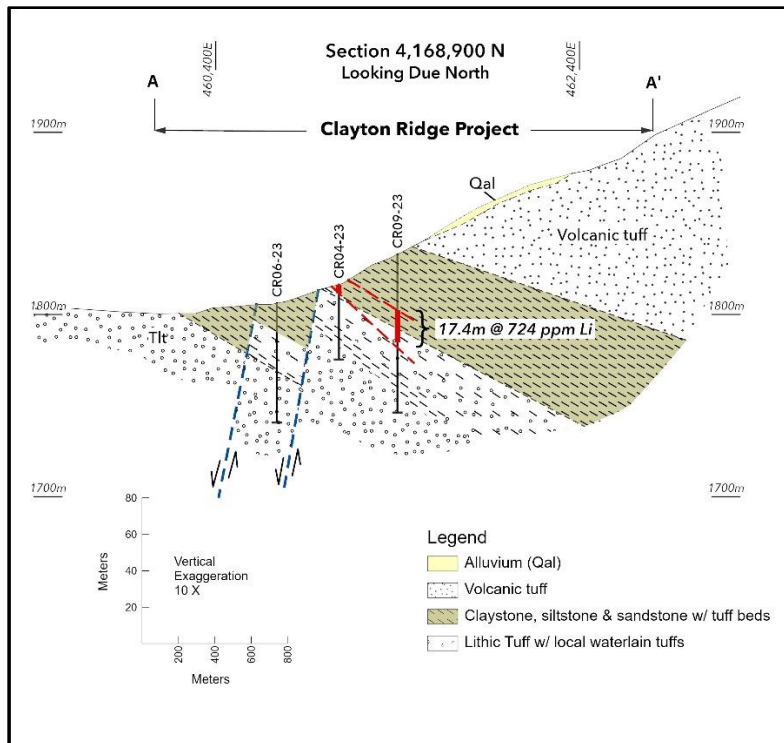 460,400E
Section 4,168,900 N
Looking Due North
462,400E
A
A'
1900m
Clayton Ridge Project
1900m
Qal
CR09-23
CR04-23
CR06-23
Volcanic tuff
1800m
1800m
17.4m @ 724 ppm Li
Tlt
1700m
1700m
80
60
40
20
Meters
Vertical
Exaggeration
10 X
200
400
600
800
Meters
Legend
Alluvium (Qal)
Volcanic tuff
Claystone, siltstone & sandstone w/ tuff beds
Lithic Tuff w/ local waterlain tuffs